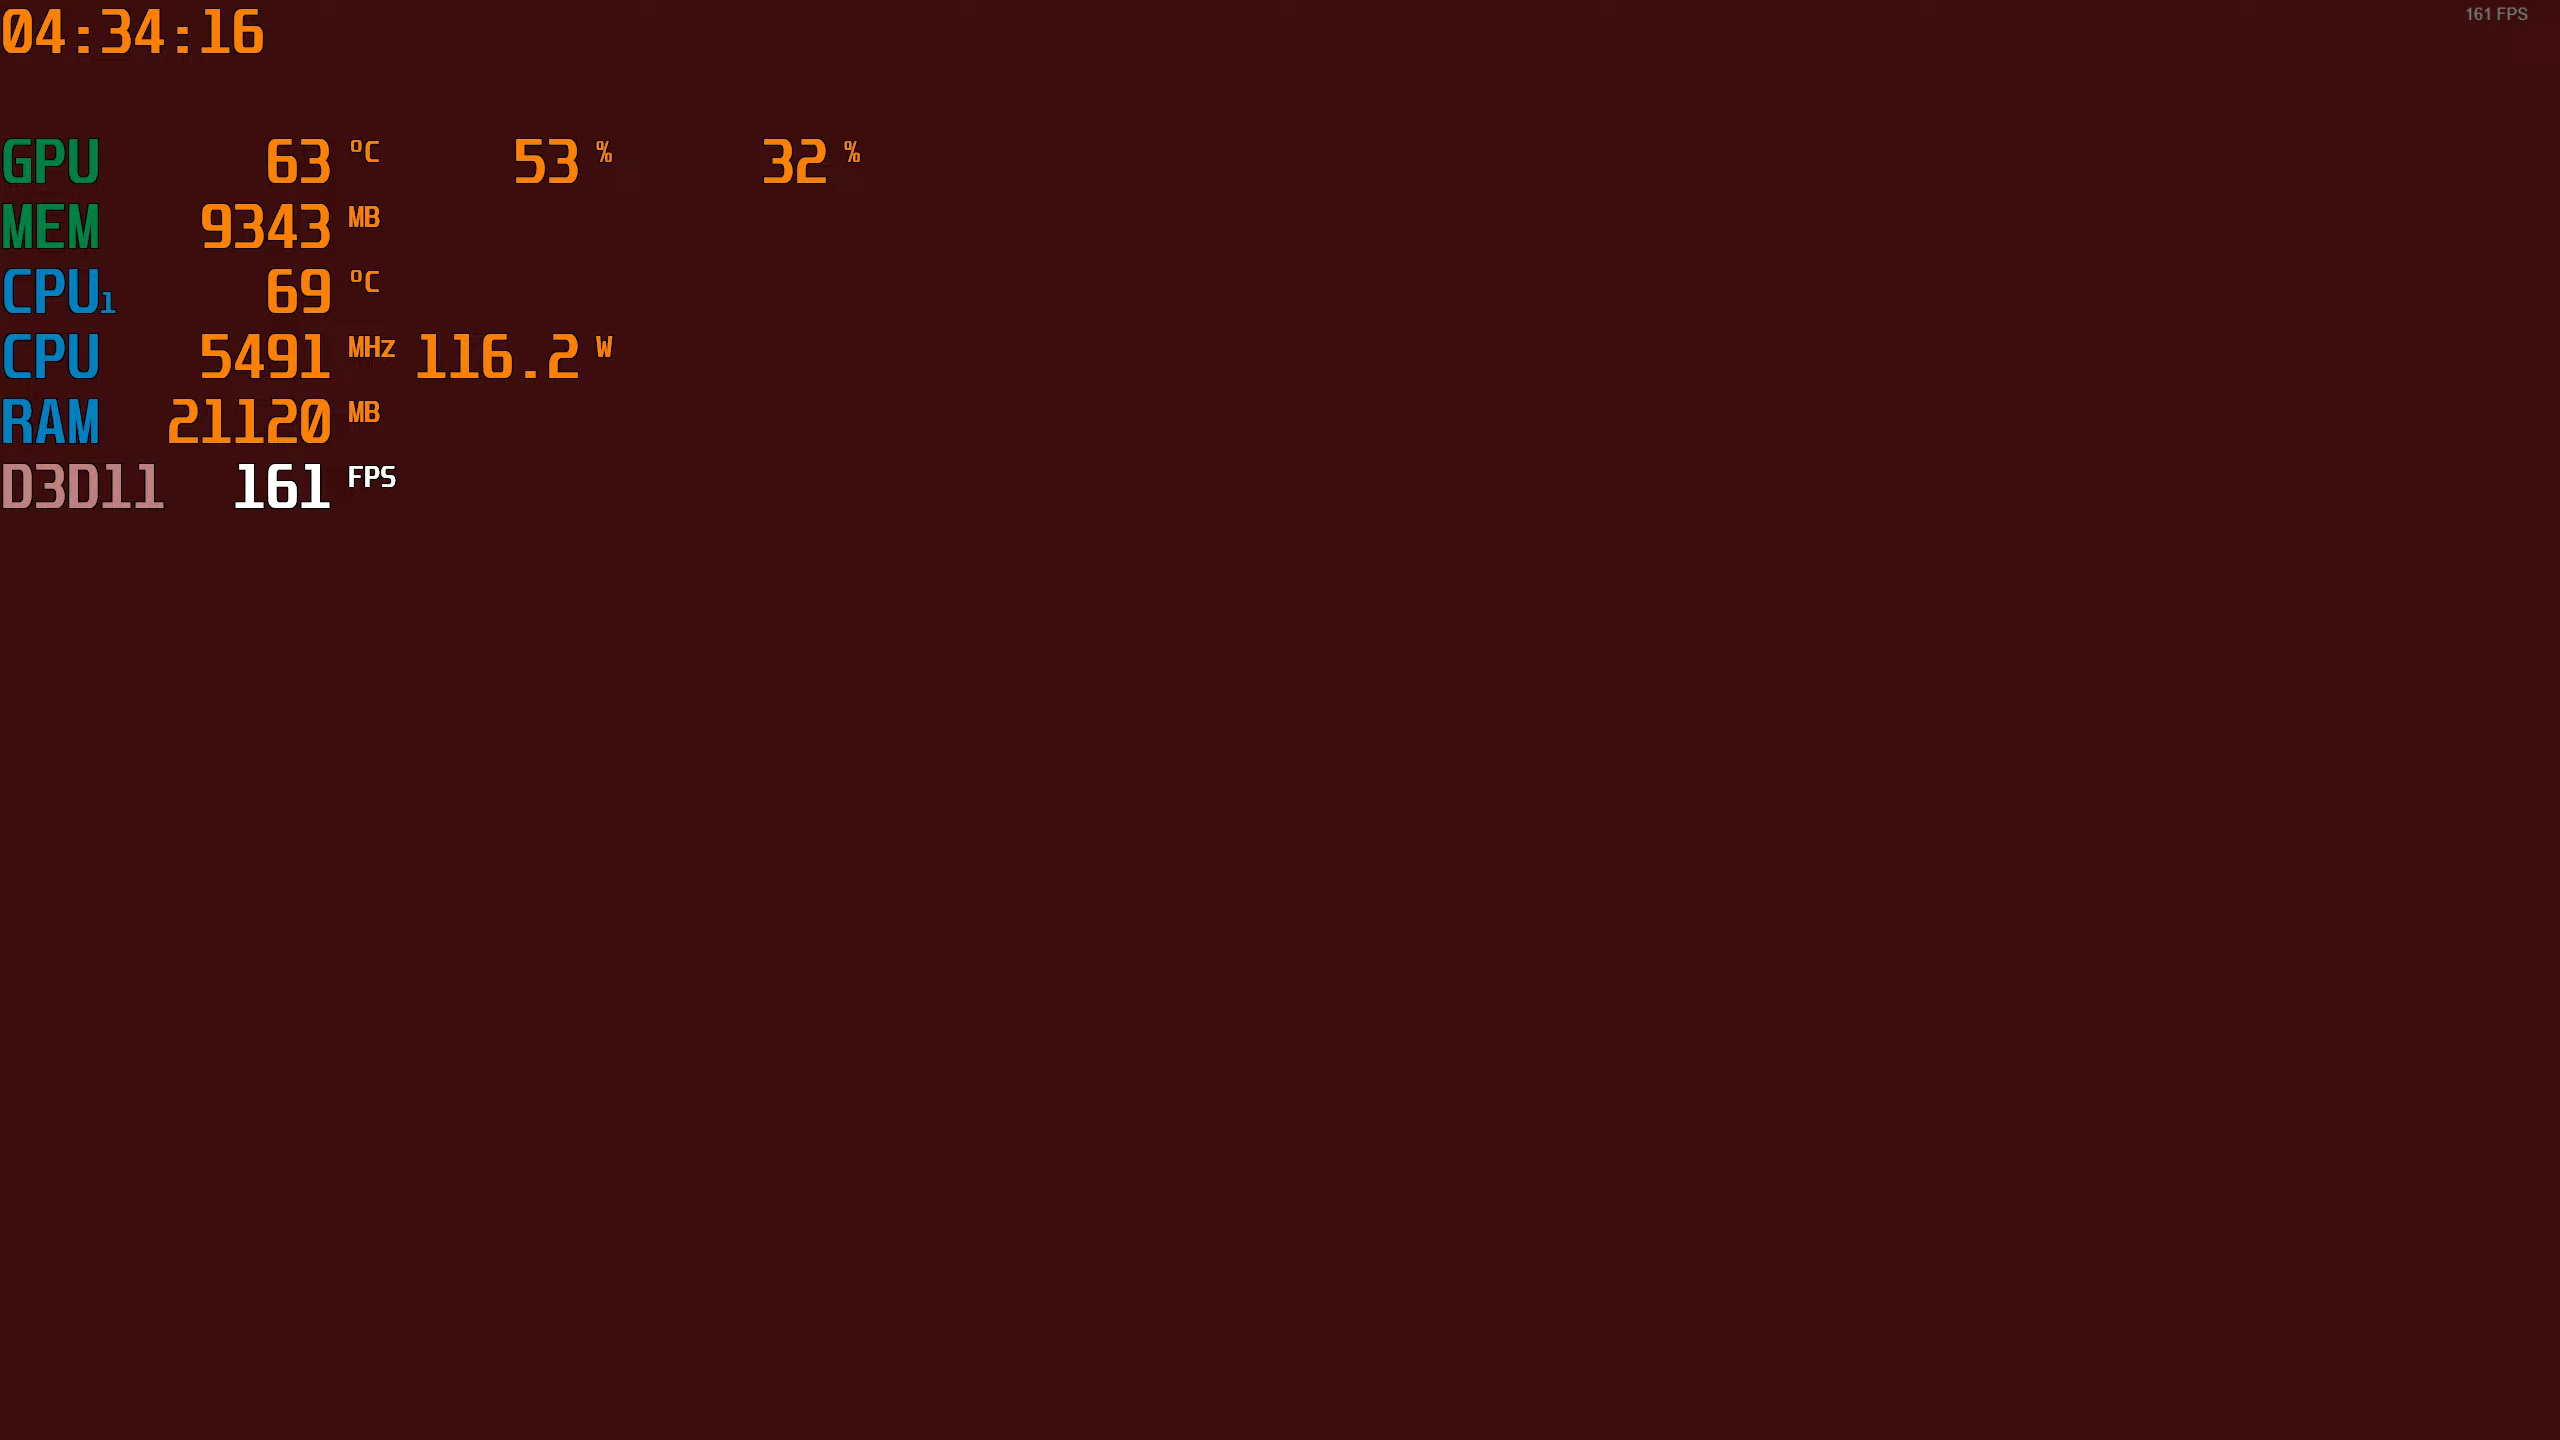 04:34:16
161 FPS
GPU 63 °C 53 % 32 %
MEM 9343 MB
CPU1 69 °C
CPU 5491 MHz 116.2 W
RAM 21120 MB
D3D11 161 FPS